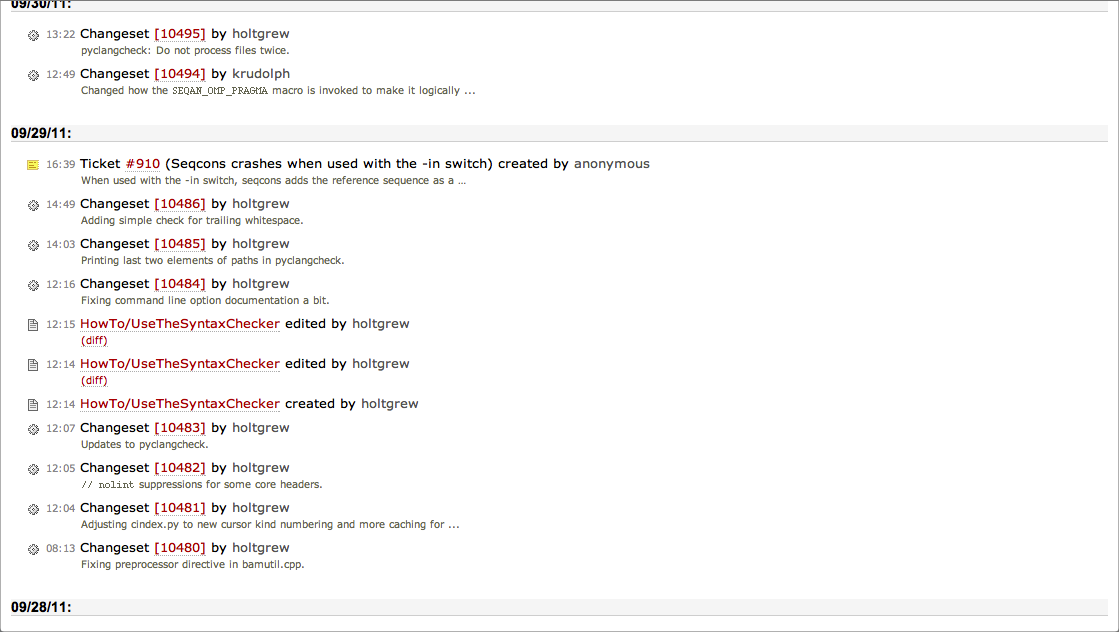 09/30/11:
13:22 Changeset [10495] by holtgrew
pyclangcheck: Do not process files twice.
12:49 Changeset [10494] by krudolph
Changed how the SEQAN_OMP_PRAGMA macro is invoked to make it logically ...
09/29/11:
16:39 Ticket #910 (Seqcons crashes when used with the -in switch) created by anonymous
When used with the -in switch, seqcons adds the reference sequence as a ...
14:49 Changeset [10486] by holtgrew
Adding simple check for trailing whitespace.
14:03 Changeset [10485] by holtgrew
Printing last two elements of paths in pyclangcheck.
12:16 Changeset [10484] by holtgrew
Fixing command line option documentation a bit.
12:15 HowTo/UseTheSyntaxChecker edited by holtgrew
(diff)
12:14 HowTo/UseTheSyntaxChecker edited by holtgrew
(diff)
12:14 HowTo/UseTheSyntaxChecker created by holtgrew
12:07 Changeset [10483] by holtgrew
Updates to pyclangcheck.
12:05 Changeset [10482] by holtgrew
// nolint suppressions for some core headers.
12:04 Changeset [10481] by holtgrew
Adjusting cindex.py to new cursor kind numbering and more caching for ...
08:13 Changeset [10480] by holtgrew
Fixing preprocessor directive in bamutil.cpp.
09/28/11: